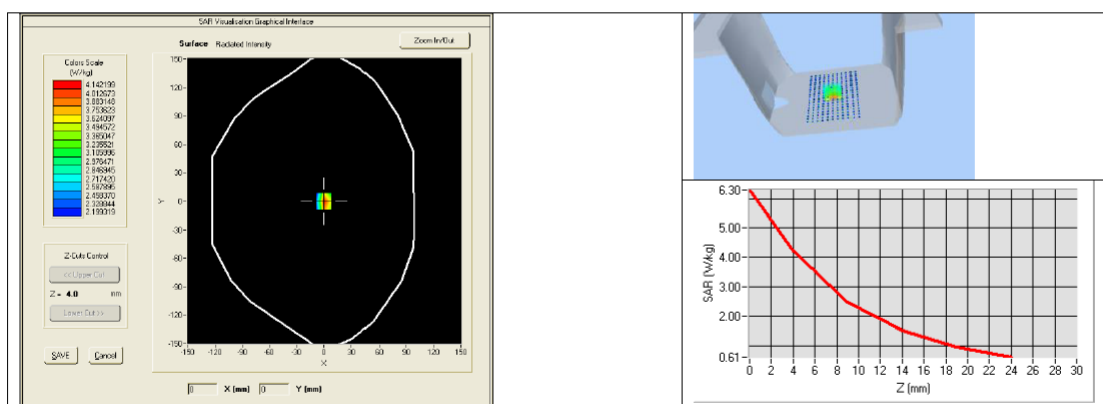 SAR Visualisation Graphical Interface
Surface Radiated Intensity
Zoom In/Out
Colors Scale
(W/kg)
4.142199
4.012673
3.883148
3.753623
3.624097
3.494572
3.365047
3.235521
3.105996
2.976471
2.846945
2.717420
2.587895
2.458370
2.328844
2.199319
Z-Cuts Control
<< Upper Cut
Z = 4.0 mm
Lower Cut >>
SAVE Cancel
150-
120-
90-
60-
30-
0-
-30-
-60-
-90-
-120-
-150-
Y
-150 -120 -90 -60 -30 0 30 60 90 120 150
X
0 X (mm) 0 Y (mm)
6.30
5.00
4.00
3.00
2.00
0.61
SAR (W/kg)
0 2 4 6 8 10 12 14 16 18 20 22 24 26 28 30
Z (mm)